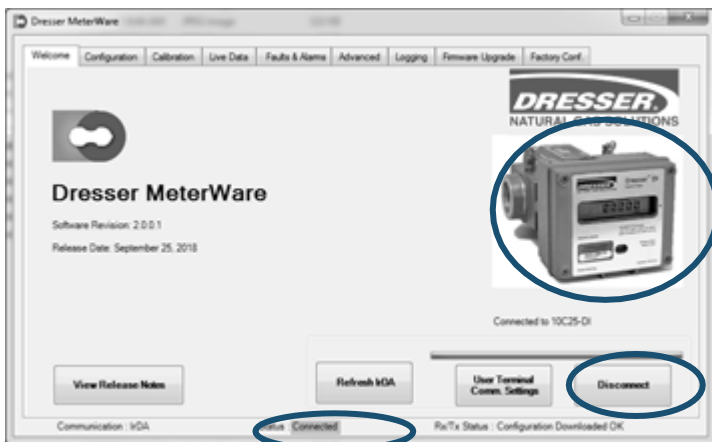 Dresser MeterWare
Welcome Configuration Calibration Live Data Faults & Alarms Advanced Logging Firmware Upgrade Factory Conf.
DRESSER
NATURAL GAS SOLUTIONS
Dresser MeterWare
Software Revision: 2.0.0.1
Release Date: September 25, 2018
Connected to 10C25-DI
View Release Notes
Refresh IrDA
User Terminal
Comm. Settings
Disconnect
Communication : IrDA Status : Connected Rx/Tx Status : Configuration Downloaded OK